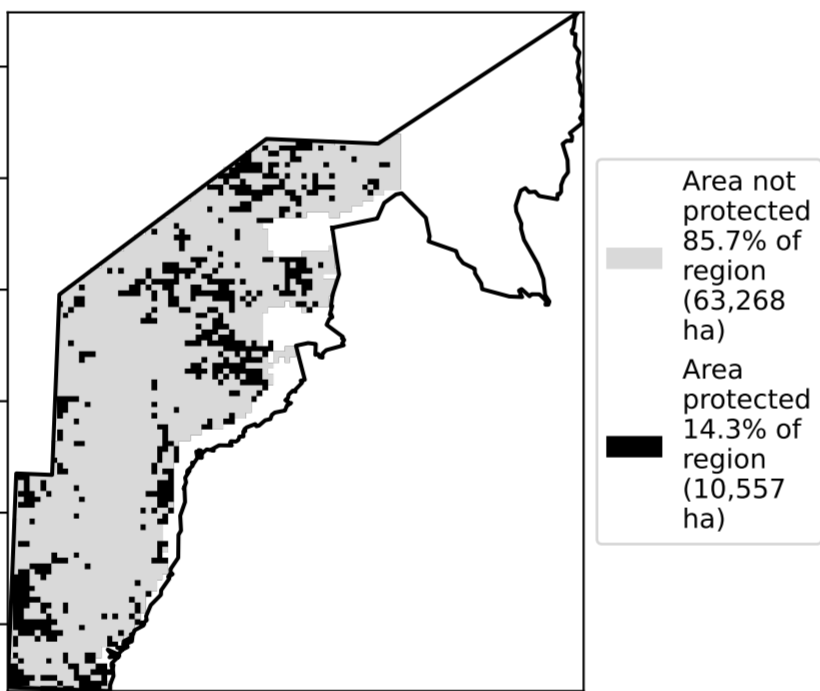 Area not
protected
85.7% of
region
(63,268
ha)
Area
protected
14.3% of
region
(10,557
ha)